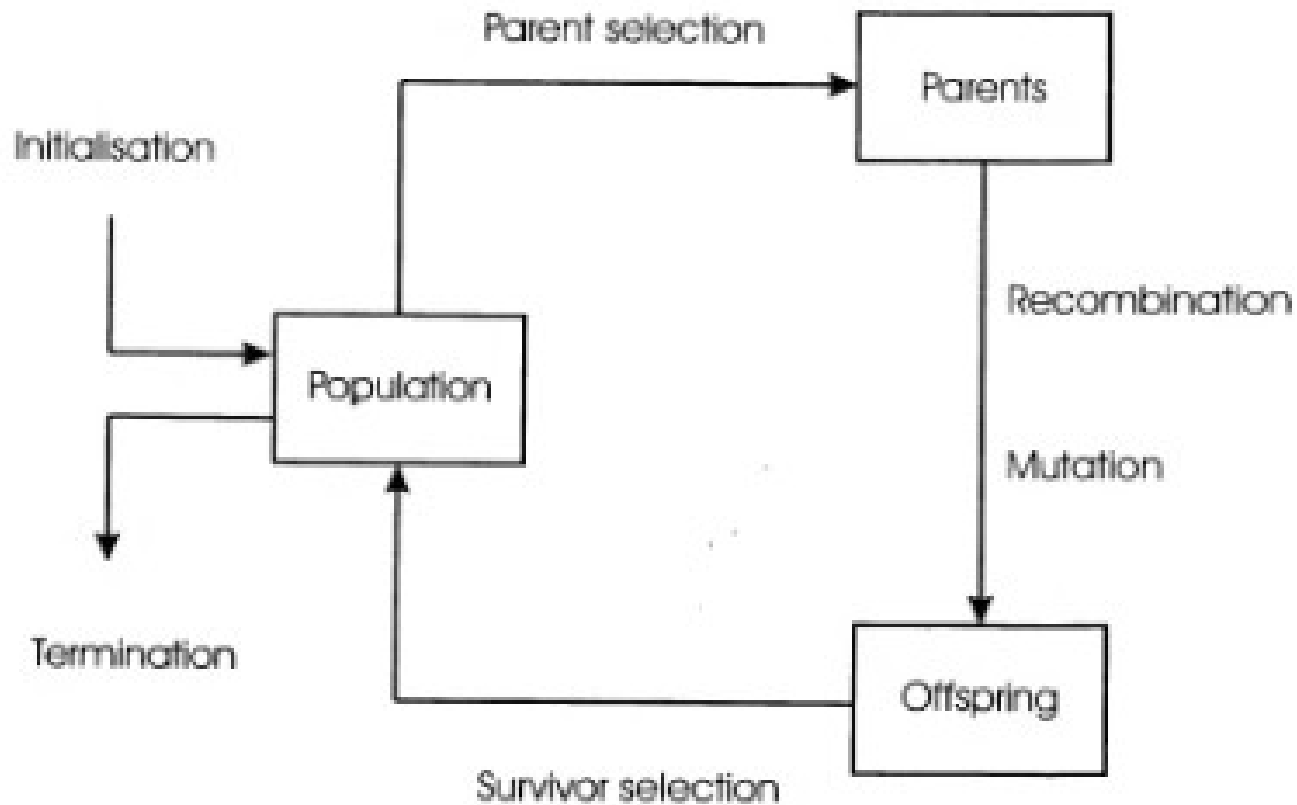 Parent selection
Parents
Initialisation
Recombination
Population
Mutation
Termination
Offspring
Survivor selection